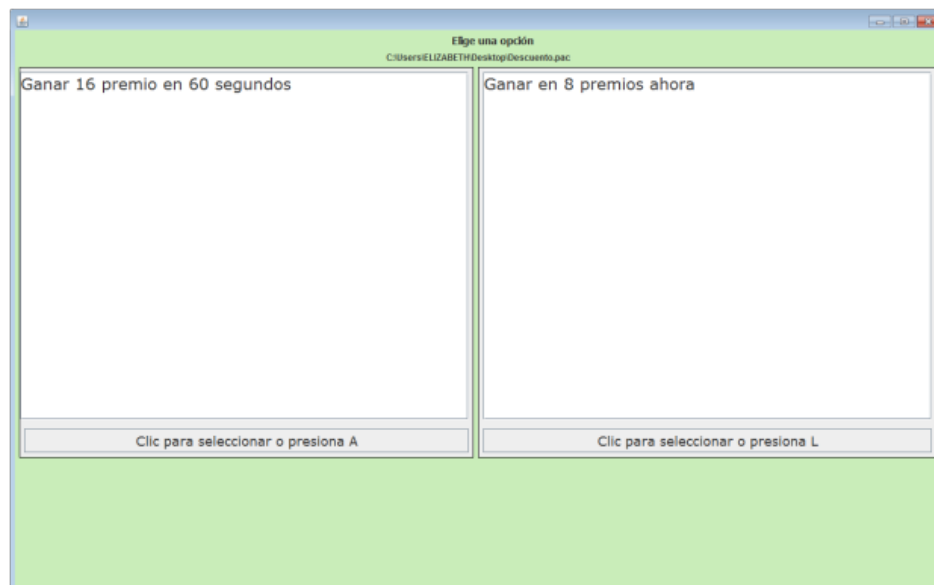 Elige una opción
C:\Users\ELIZABETH\Desktop\Descuento.pac
Ganar 16 premio en 60 segundos
Ganar en 8 premios ahora
Clic para seleccionar o presiona A
Clic para seleccionar o presiona L